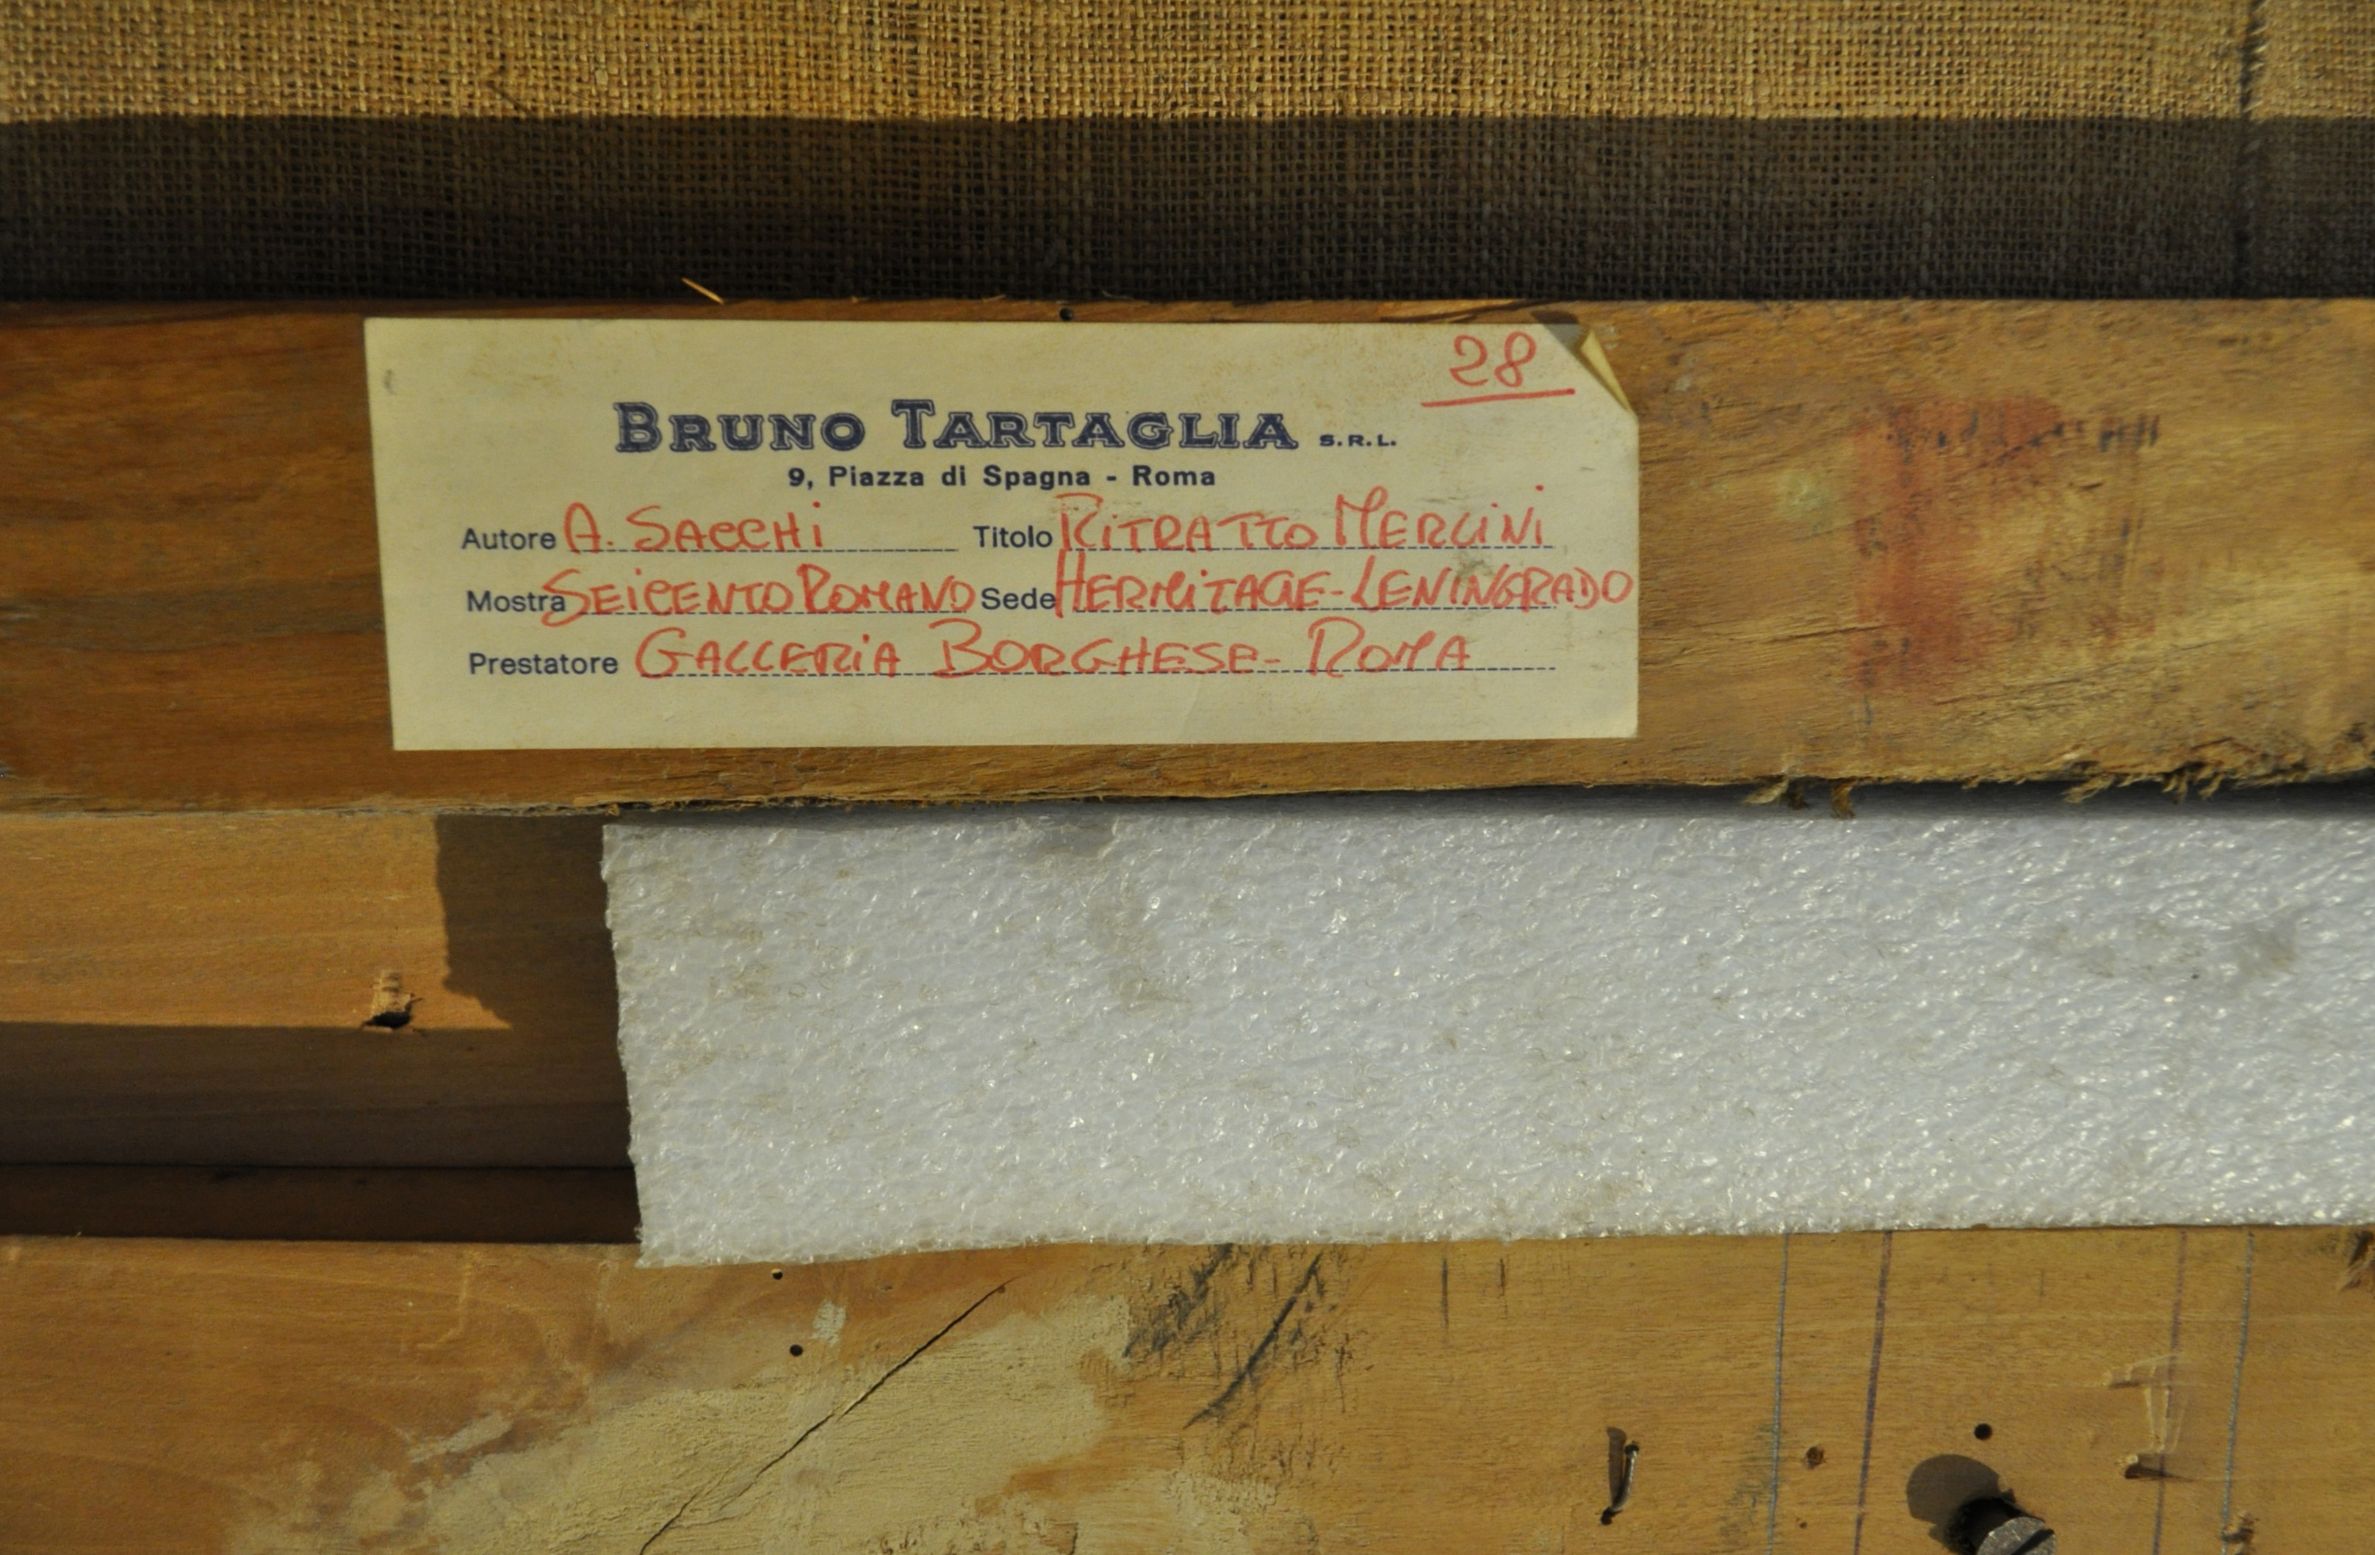 28
BRUNO TARTAGLIA S.R.L.
9, Piazza di Spagna - Roma
Autore A. SACCHI Titolo RITRATTO MERLINI
Mostra SEICENTO ROMANO Sede HERMITAGE - LENINGRADO
Prestatore GALLERIA BORGHESE - ROMA